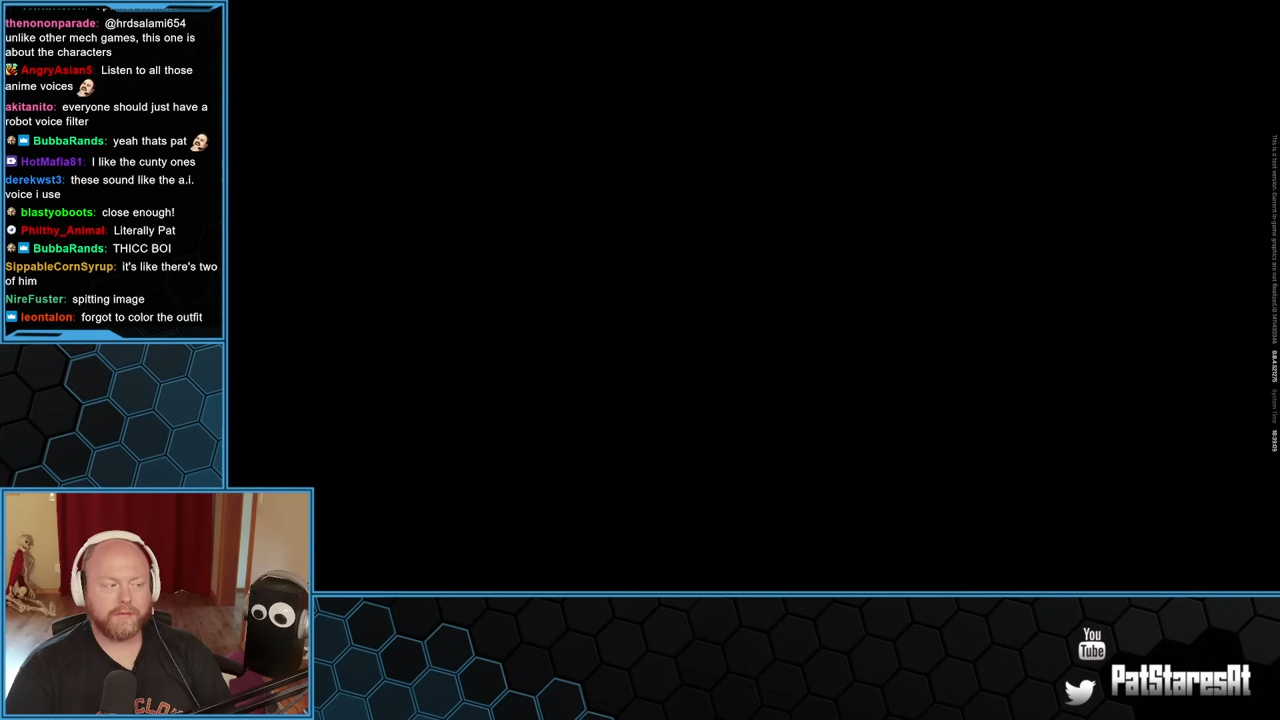 thenononparade: @hrdsalami654
unlike other mech games, this one is
about the characters
AngryAsian5: Listen to all those
anime voices
akitanito: everyone should just have a
robot voice filter
BubbaRands: yeah thats pat
HotMafia81: I like the cunty ones
derekwst3: these sound like the a.i.
voice i use
blastyoboots: close enough!
Philthy_Animal: Literally Pat
BubbaRands: THICC BOI
SippableCornSyrup: it's like there's two
of him
NireFuster: spitting image
leontalon: forgot to color the outfit
You
Tube
PatStaresAt